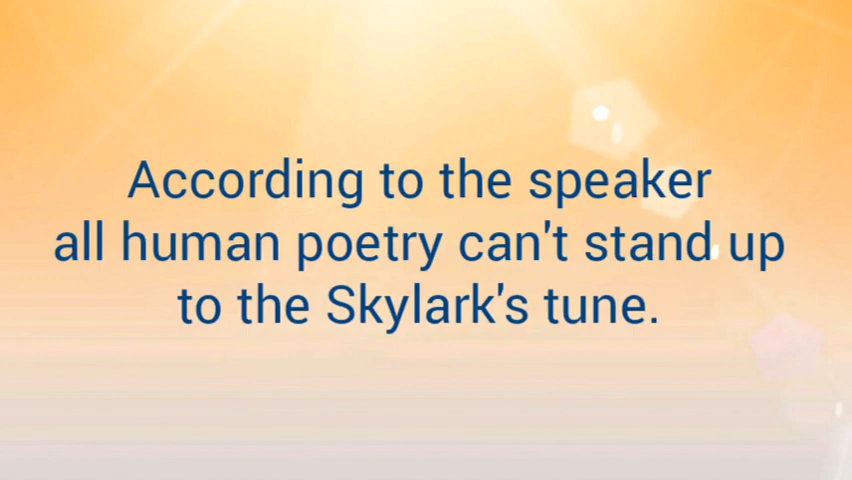 According to the speaker
all human poetry can't stand up
to the Skylark's tune.